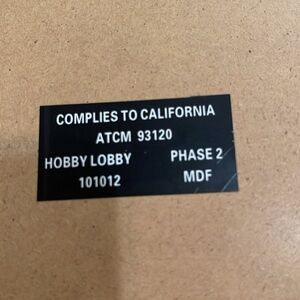 COMPLIES TO CALIFORNIA
ATCM 93120
HOBBY LOBBY PHASE 2
101012 MDF